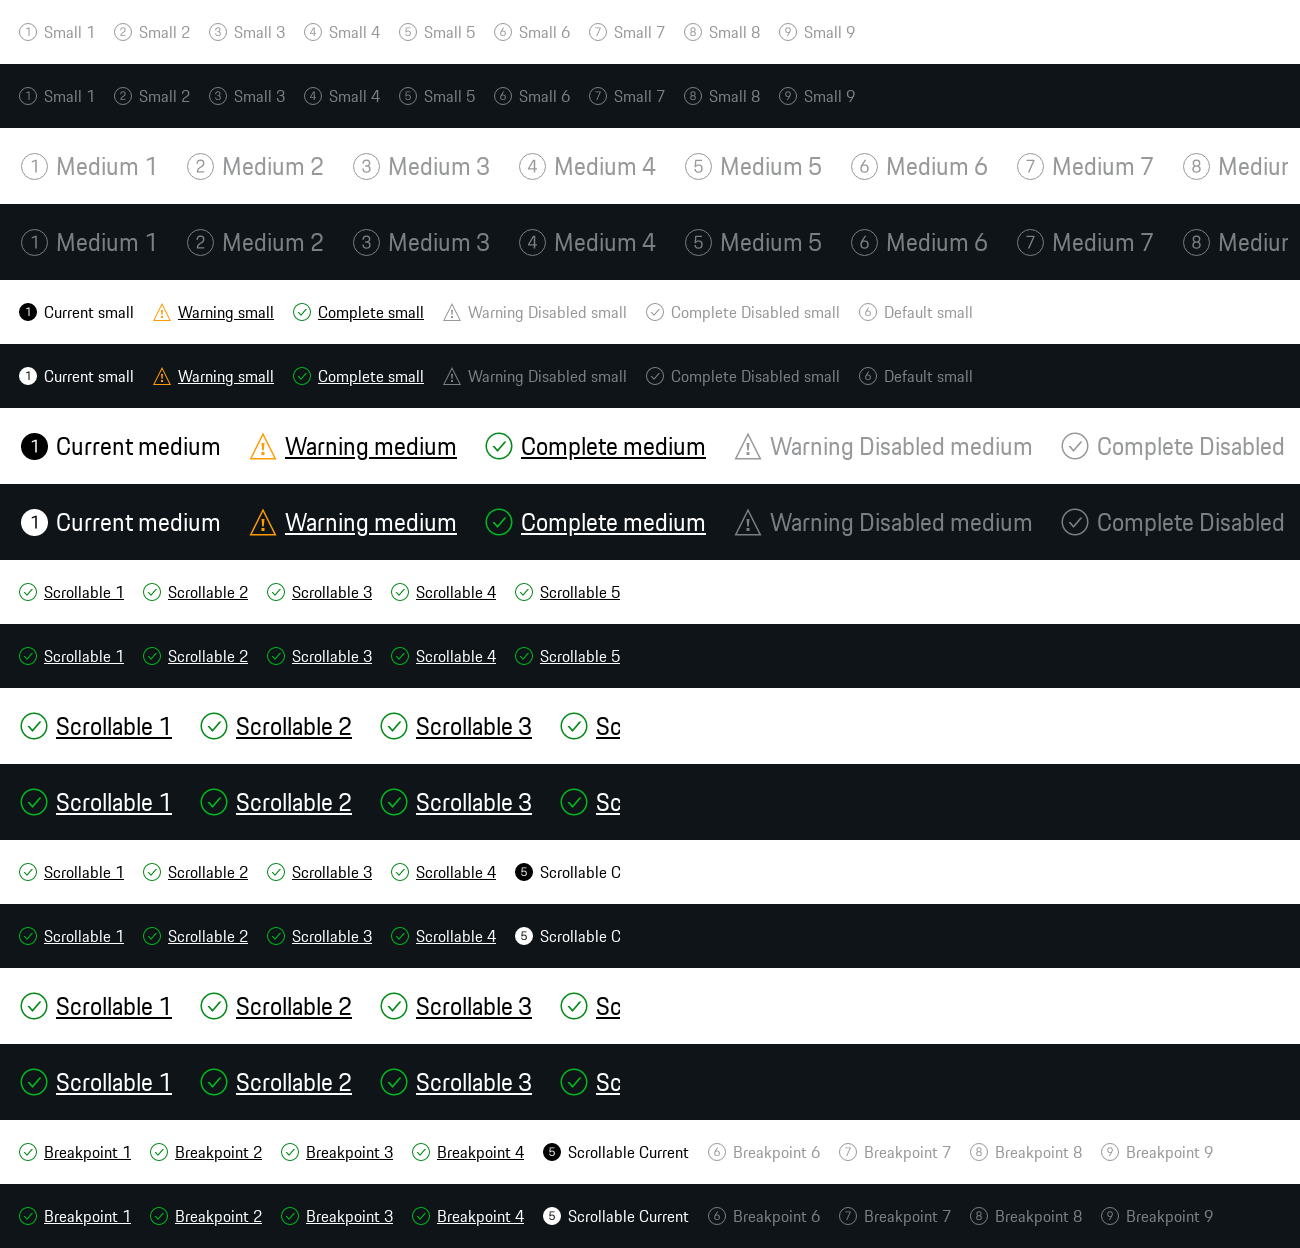 1 Small 1 2 Small 2 3 Small 3 4 Small 4 5 Small 5 6 Small 6 7 Small 7 8 Small 8 9 Small 9
1 Small 1 2 Small 2 3 Small 3 4 Small 4 5 Small 5 6 Small 6 7 Small 7 8 Small 8 9 Small 9
1 Medium 1 2 Medium 2 3 Medium 3 4 Medium 4 5 Medium 5 6 Medium 6 7 Medium 7 8 Mediur
1 Medium 1 2 Medium 2 3 Medium 3 4 Medium 4 5 Medium 5 6 Medium 6 7 Medium 7 8 Mediur
1 Current small Warning small Complete small Warning Disabled small Complete Disabled small 6 Default small
1 Current small Warning small Complete small Warning Disabled small Complete Disabled small 6 Default small
1 Current medium Warning medium Complete medium Warning Disabled medium Complete Disabled
1 Current medium Warning medium Complete medium Warning Disabled medium Complete Disabled
Scrollable 1 Scrollable 2 Scrollable 3 Scrollable 4 Scrollable 5
Scrollable 1 Scrollable 2 Scrollable 3 Scrollable 4 Scrollable 5
Scrollable 1 Scrollable 2 Scrollable 3 Sc
Scrollable 1 Scrollable 2 Scrollable 3 Sc
Scrollable 1 Scrollable 2 Scrollable 3 Scrollable 4 5 Scrollable C
Scrollable 1 Scrollable 2 Scrollable 3 Scrollable 4 5 Scrollable C
Scrollable 1 Scrollable 2 Scrollable 3 Sc
Scrollable 1 Scrollable 2 Scrollable 3 Sc
Breakpoint 1 Breakpoint 2 Breakpoint 3 Breakpoint 4 5 Scrollable Current 6 Breakpoint 6 7 Breakpoint 7 8 Breakpoint 8 9 Breakpoint 9
Breakpoint 1 Breakpoint 2 Breakpoint 3 Breakpoint 4 5 Scrollable Current 6 Breakpoint 6 7 Breakpoint 7 8 Breakpoint 8 9 Breakpoint 9